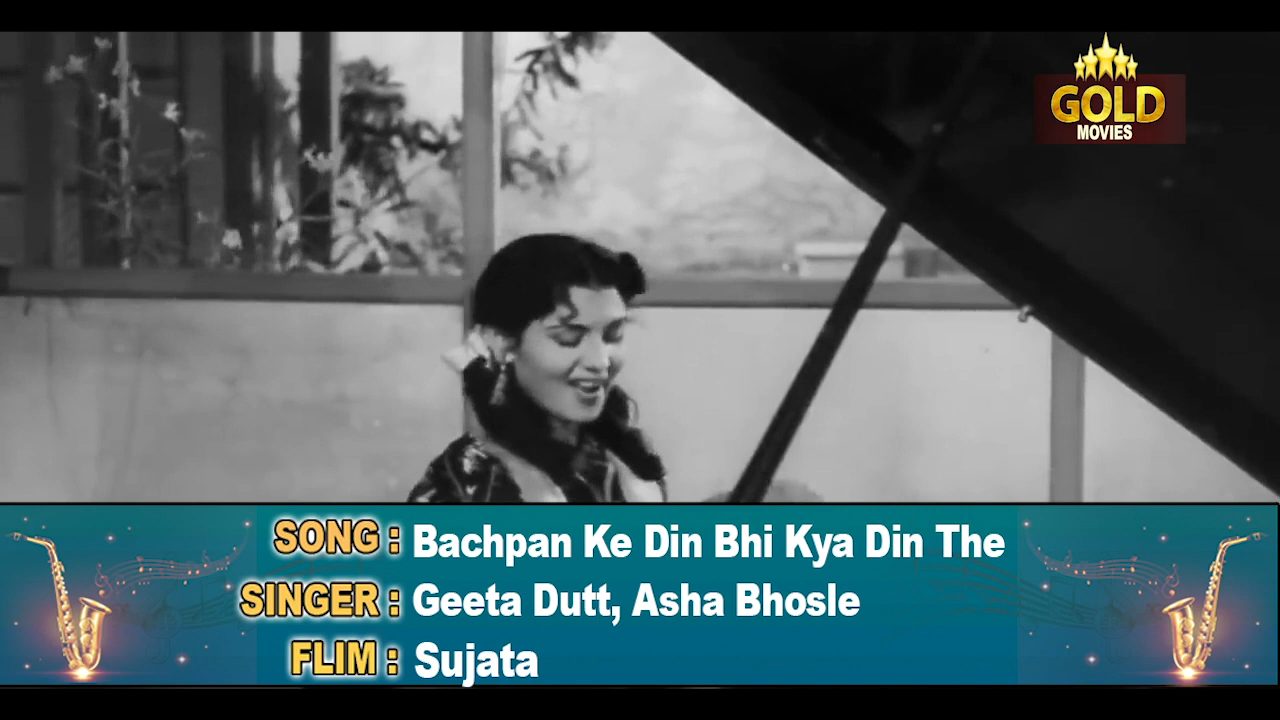 GOLD
MOVIES
SONG : Bachpan Ke Din Bhi Kya Din The
SINGER : Geeta Dutt, Asha Bhosle
FLIM : Sujata